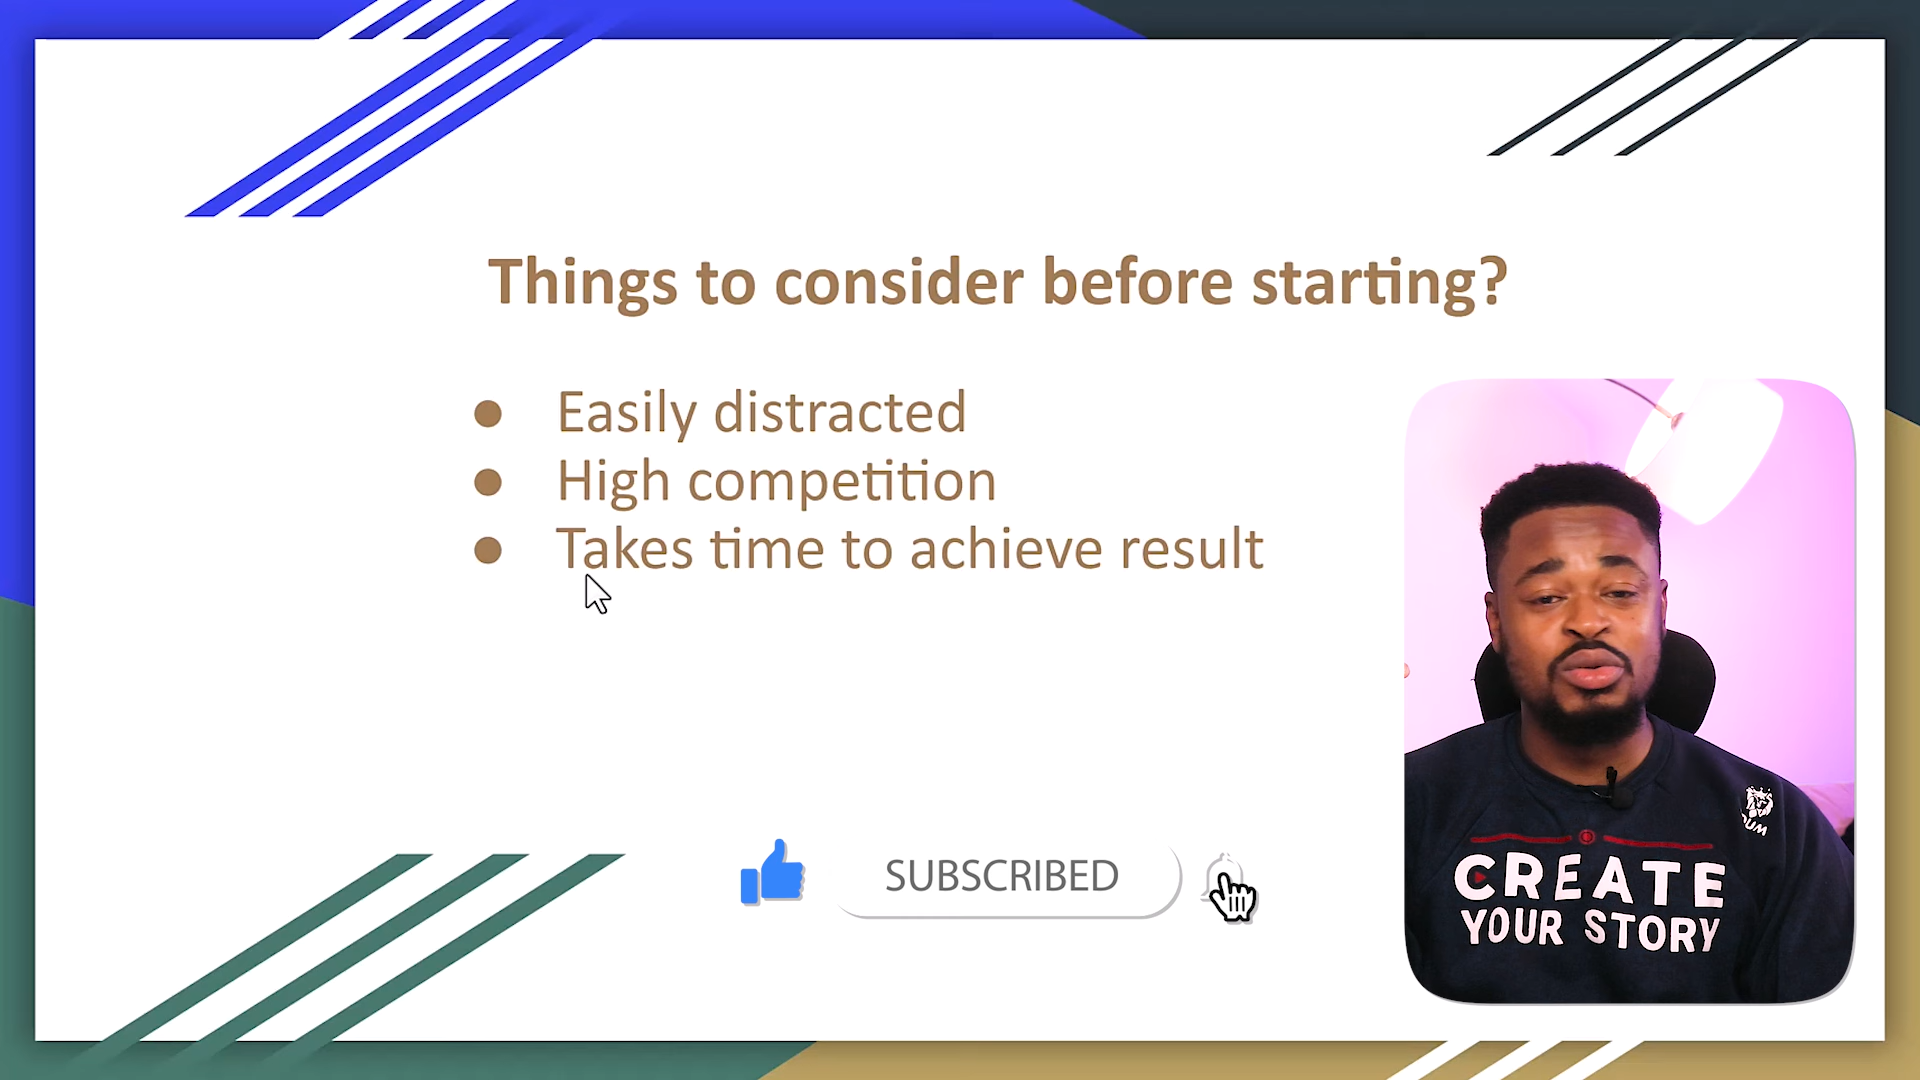 Things to consider before starting?
Easily distracted
High competition
Takes time to achieve result
SUBSCRIBED
CREATE
YOUR STORY